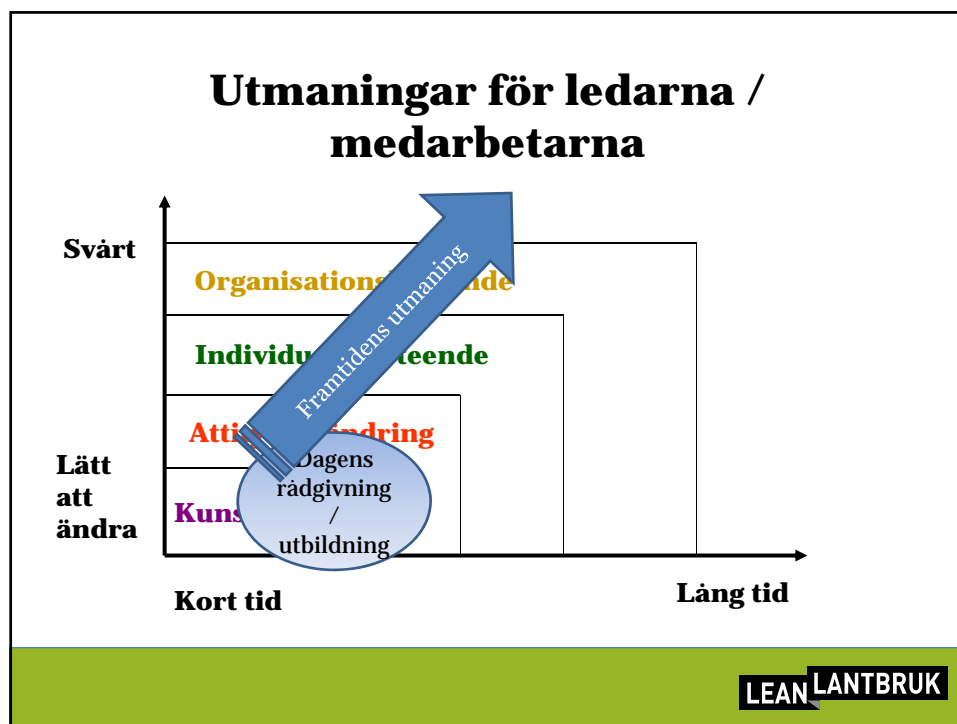 Utmaningar för ledarna /
medarbetarna
Svårt
Framtidens utmaning
Lätt
att
ändra
Dagens
rådgivning
/
utbildning
Kort tid
Lång tid
LEAN LANTBRUK